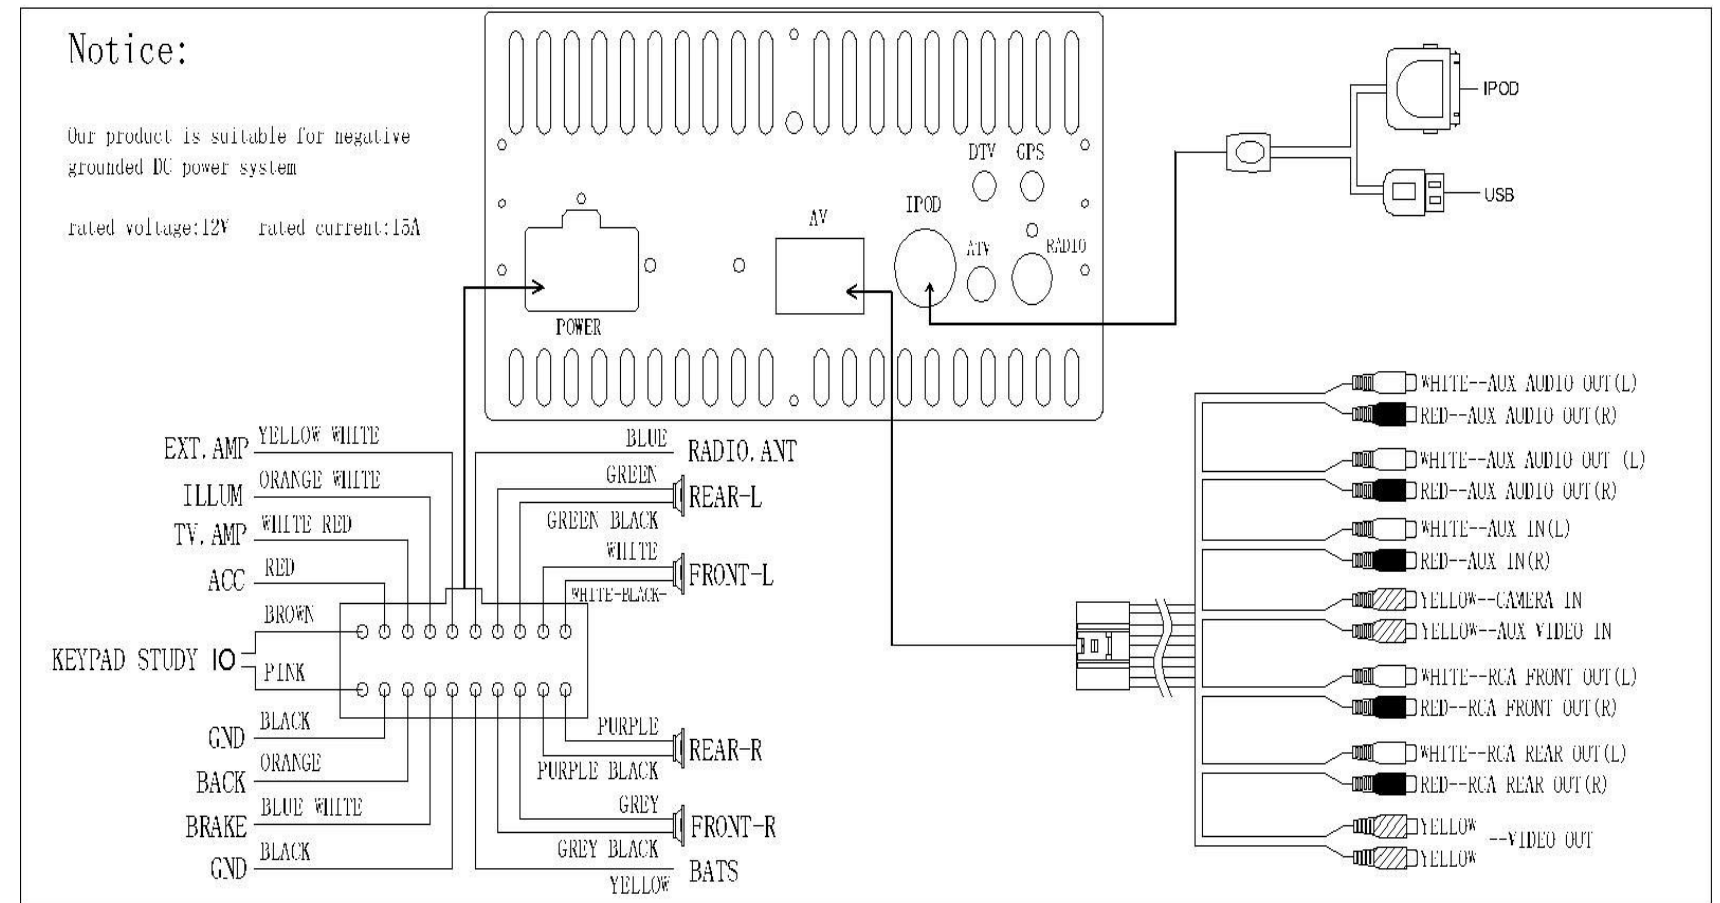 Notice:
Our product is suitable for negative
grounded DC power system
rated voltage:12V rated current:15A
DTV GPS
IPOD
AV
ATV
RADIO
POWER
IPOD
USB
EXT.AMP YELLOW WHITE
ILLUM ORANGE WHITE
TV.AMP WHITE RED
ACC RED
BROWN
KEYPAD STUDY IO
PINK
GND BLACK
BACK ORANGE
BRAKE BLUE WHITE
GND BLACK
BLUE RADIO.ANT
GREEN
REAR-L
GREEN BLACK
WHITE
FRONT-L
WHITE-BLACK-
PURPLE
REAR-R
PURPLE BLACK
GREY
FRONT-R
GREY BLACK
BATS
YELLOW
WHITE--AUX AUDIO OUT(L)
RED--AUX AUDIO OUT(R)
WHITE--AUX AUDIO OUT (L)
RED--AUX AUDIO OUT(R)
WHITE--AUX IN(L)
RED--AUX IN(R)
YELLOW--CAMERA IN
YELLOW--AUX VIDEO IN
WHITE--RCA FRONT OUT(L)
RED--RCA FRONT OUT(R)
WHITE--RCA REAR OUT(L)
RED--RCA REAR OUT(R)
YELLOW
--VIDEO OUT
YELLOW